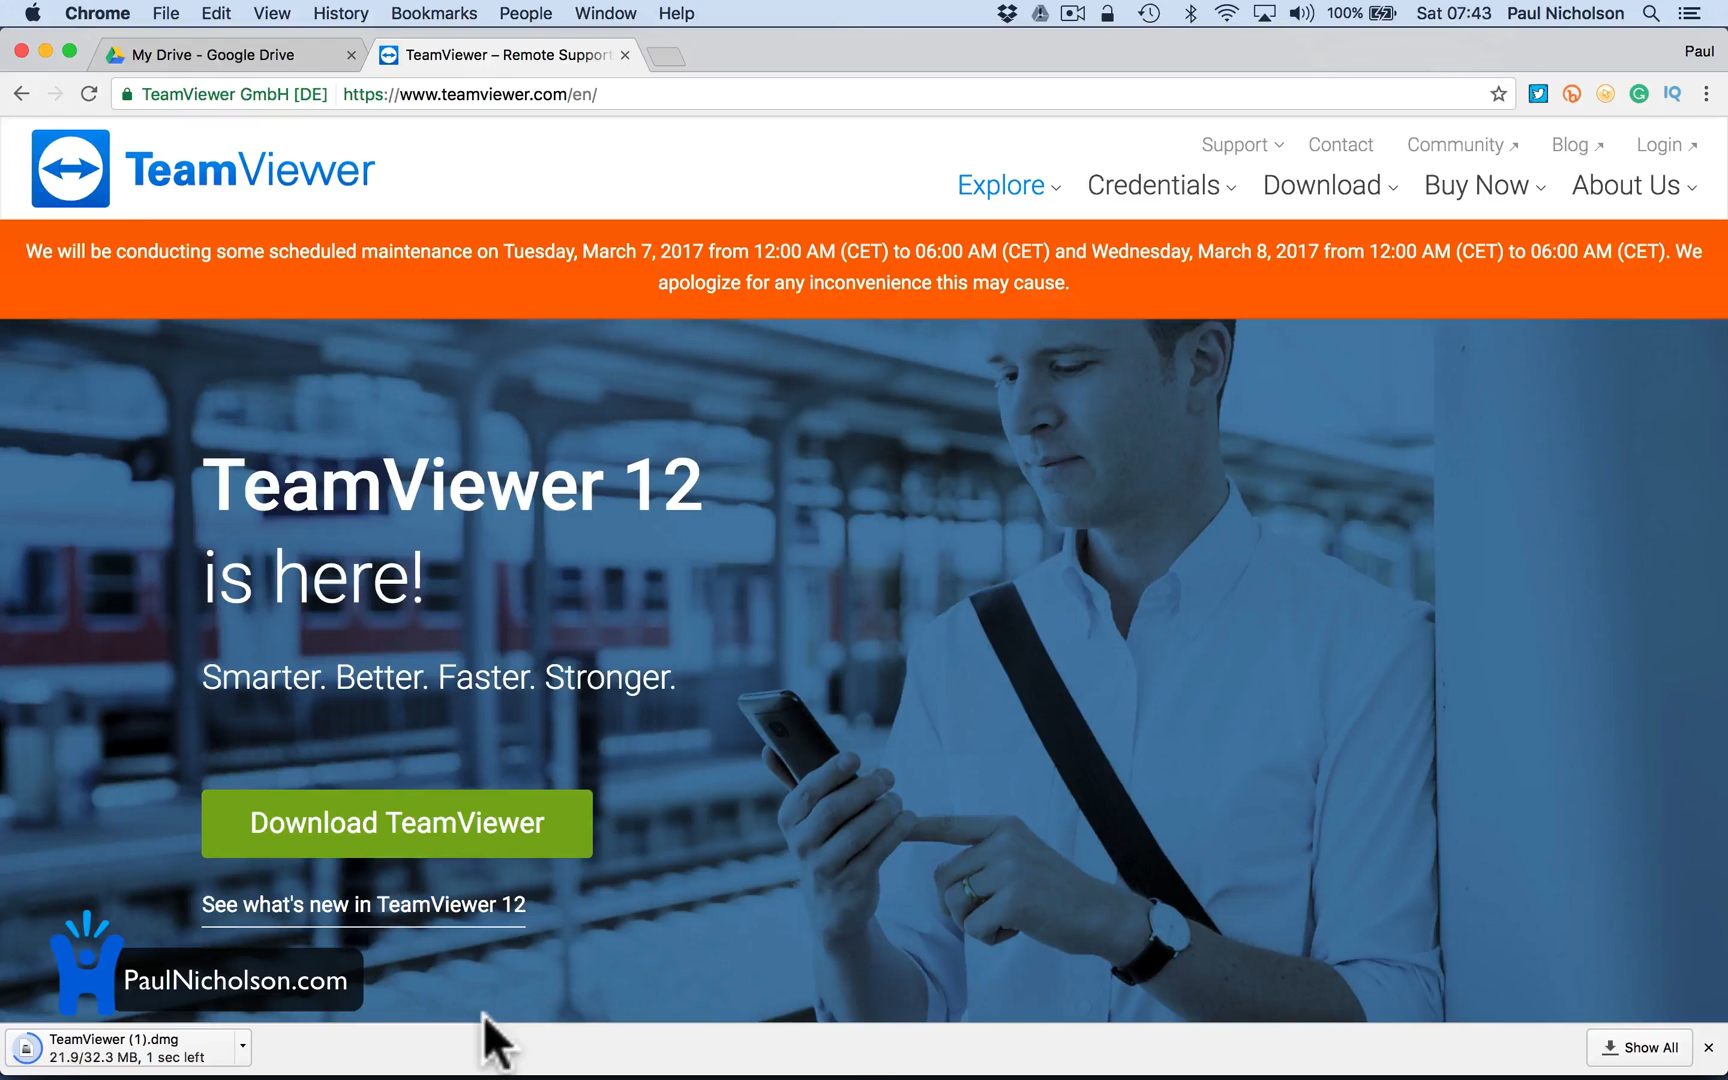 Chrome File Edit View History Bookmarks People Window Help 100% Sat 07:43 Paul Nicholson
My Drive - Google Drive TeamViewer – Remote Support Paul
TeamViewer GmbH [DE] https://www.teamviewer.com/en/ IQ
TeamViewer
Support Contact Community Blog Login
Explore Credentials Download Buy Now About Us
We will be conducting some scheduled maintenance on Tuesday, March 7, 2017 from 12:00 AM (CET) to 06:00 AM (CET) and Wednesday, March 8, 2017 from 12:00 AM (CET) to 06:00 AM (CET). We
apologize for any inconvenience this may cause.
TeamViewer 12
is here!
Smarter. Better. Faster. Stronger.
Download TeamViewer
See what's new in TeamViewer 12
PaulNicholson.com
TeamViewer (1).dmg
21.9/32.3 MB, 1 sec left
Show All